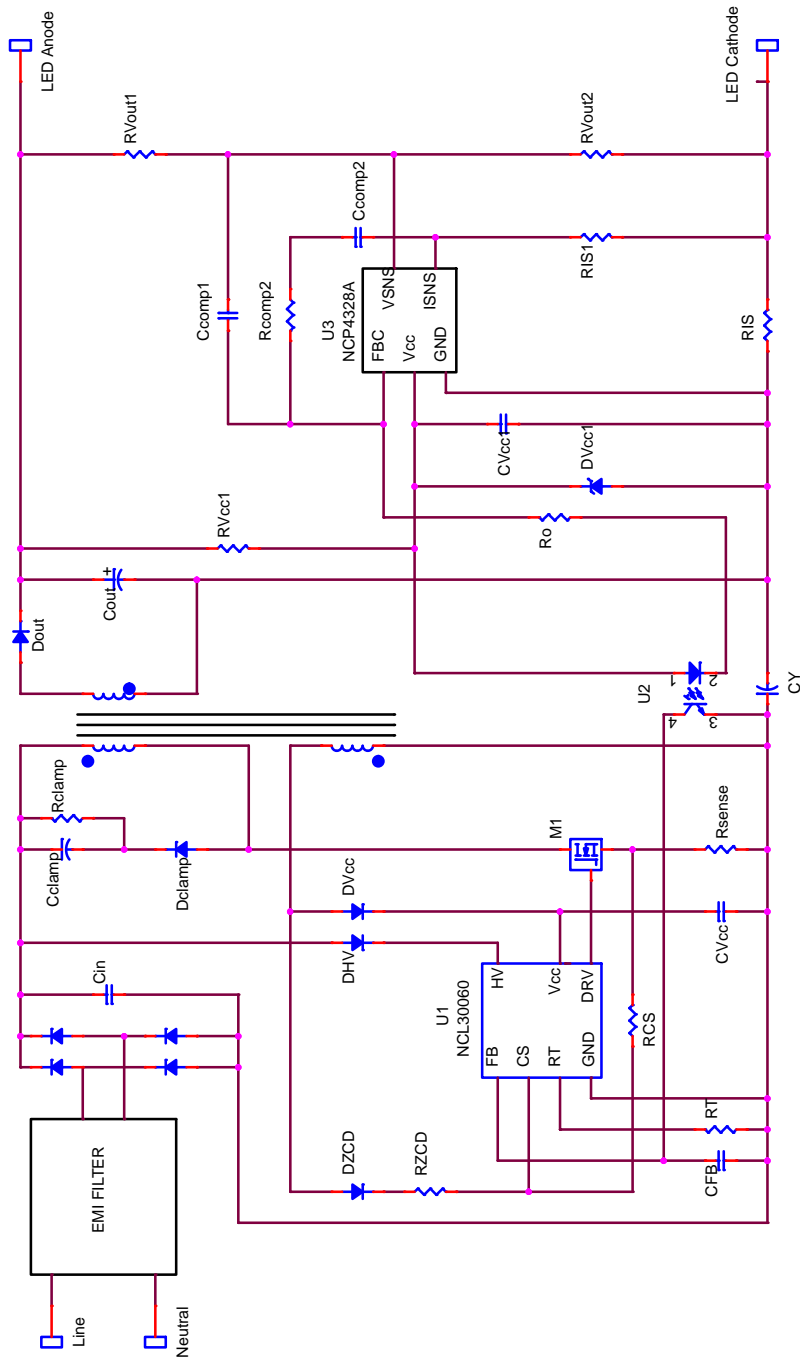 Line
Neutral
EMI FILTER
Cin
Cclamp
Rclamp
Dclamp
DHV
DVcc
DZCD
RZCD
U1
NCL30060
FB
CS
RT
GND
HV
Vcc
DRV
M1
RCS
Rsense
CVcc
RT
CFB
Dout
Cout
+
RVcc1
U2
1
2
3
4
CY
Ro
DVcc1
CVcc1
U3
NCP4328A
FBC
Vcc
GND
VSNS
ISNS
Ccomp1
Rcomp2
Ccomp2
RIS1
RIS
RVout1
RVout2
LED Anode
LED Cathode